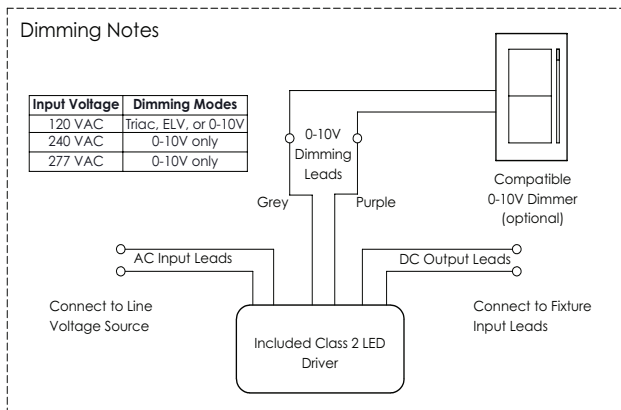 Dimming Notes
Input Voltage Dimming Modes
120 VAC Triac, ELV, or 0-10V
240 VAC 0-10V only
277 VAC 0-10V only
0-10V
Dimming
Leads
Grey
Purple
Compatible
0-10V Dimmer
(optional)
AC Input Leads
DC Output Leads
Connect to Line
Voltage Source
Connect to Fixture
Input Leads
Included Class 2 LED
Driver